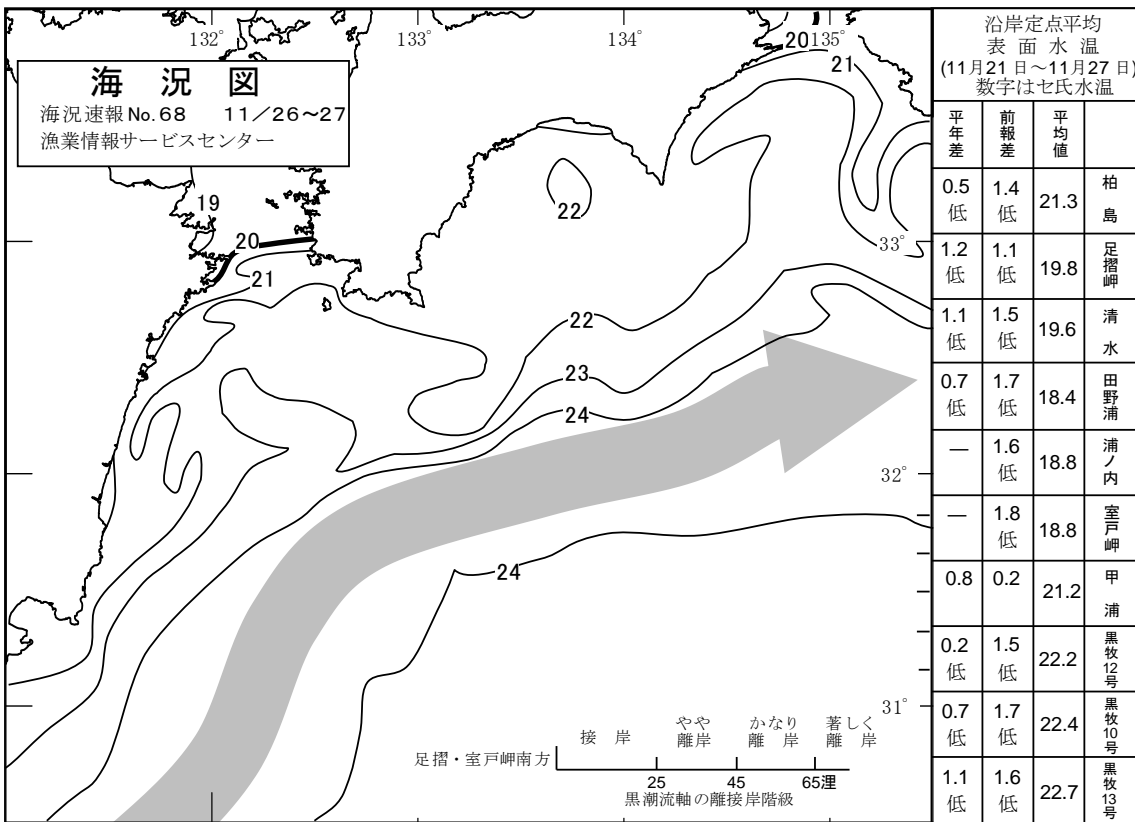 海況図
海況速報No.68 11／26～27
漁業情報サービスセンター
132°
133°
134°
135°
20
21
19
20
21
22
33°
22
23
24
32°
24
31°
接岸 やや離岸 かなり離岸 著しく離岸
足摺・室戸岬南方
25 45 65浬
黒潮流軸の離接岸階級
沿岸定点平均
表面水温
(11月21日～11月27日)
数字はセ氏水温
平年差 前報差 平均値
0.5低 1.4低 21.3 柏島
1.2低 1.1低 19.8 足摺岬
1.1低 1.5低 19.6 清水
0.7低 1.7低 18.4 田野浦
― 1.6低 18.8 浦ノ内
― 1.8低 18.8 室戸岬
0.8 0.2 21.2 甲浦
0.2低 1.5低 22.2 黒牧12号
0.7低 1.7低 22.4 黒牧10号
1.1低 1.6低 22.7 黒牧13号